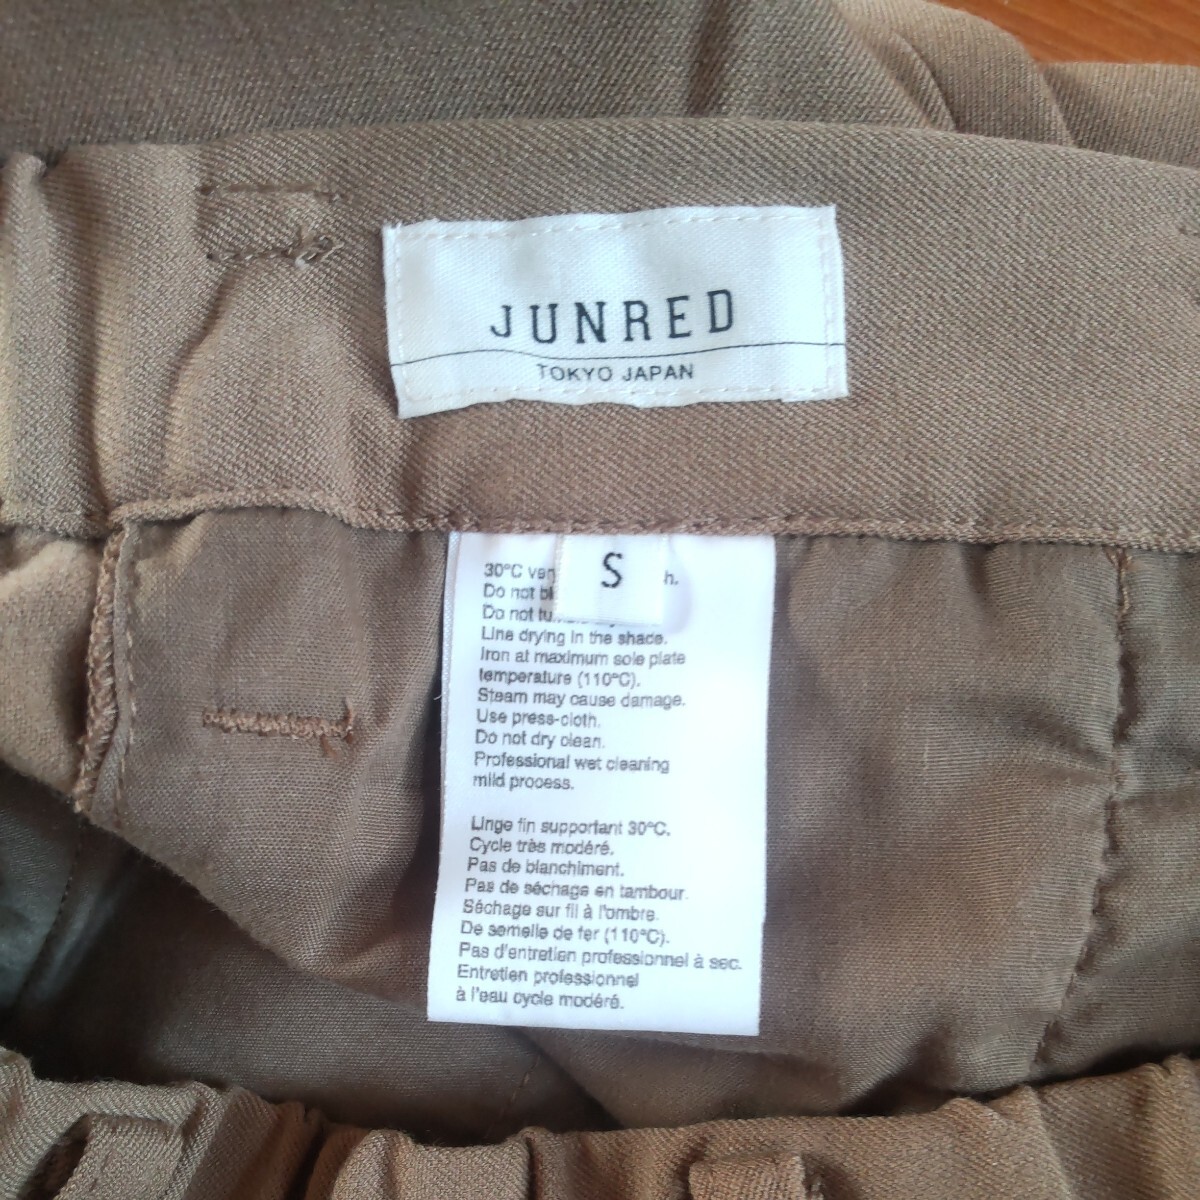 JUNRED
TOKYO JAPAN
S
30°C
Do not
Do not
Line drying in the shade.
Iron at maximum sole plate
temperature (110°C).
Steam may cause damage.
Use press-cloth.
Do not dry clean.
Professional wet cleaning
mild process.
Linge fin supportant 30°C.
Cycle très modéré.
Pas de blanchiment.
Pas de séchage en tambour.
Séchage sur fil à l'ombre.
De semelle de fer (110°C).
Pas d'entretien professionnel à sec.
Entretien professionnel
à l'eau cycle modéré.